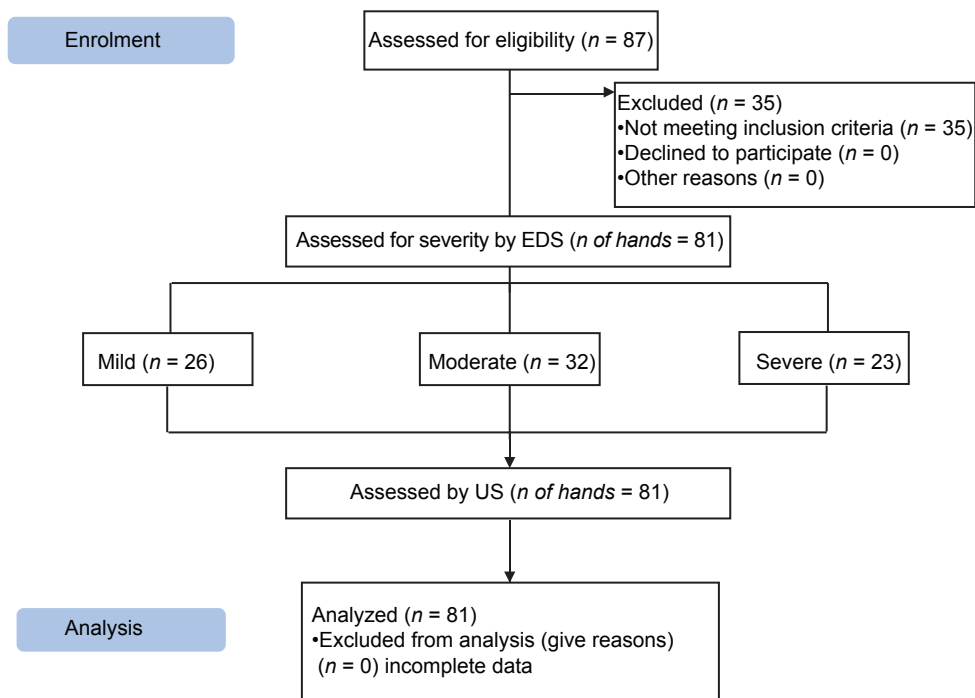 Enrolment
Assessed for eligibility (n = 87)
Excluded (n = 35)
•Not meeting inclusion criteria (n = 35)
•Declined to participate (n = 0)
•Other reasons (n = 0)
Assessed for severity by EDS (n of hands = 81)
Mild (n = 26)
Moderate (n = 32)
Severe (n = 23)
Assessed by US (n of hands = 81)
Analysis
Analyzed (n = 81)
•Excluded from analysis (give reasons)
(n = 0) incomplete data